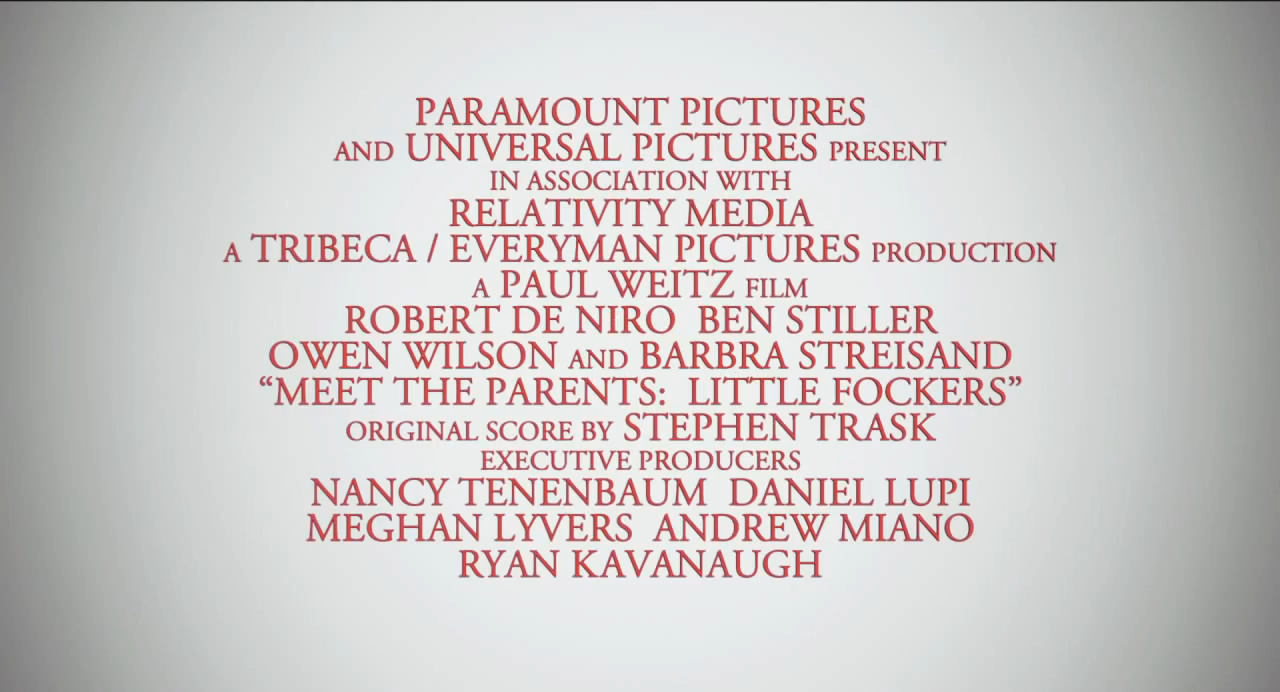 PARAMOUNT PICTURES
AND UNIVERSAL PICTURES PRESENT
IN ASSOCIATION WITH
RELATIVITY MEDIA
A TRIBECA / EVERYMAN PICTURES PRODUCTION
A PAUL WEITZ FILM
ROBERT DE NIRO  BEN STILLER
OWEN WILSON AND BARBRA STREISAND
“MEET THE PARENTS:  LITTLE FOCKERS”
ORIGINAL SCORE BY STEPHEN TRASK
EXECUTIVE PRODUCERS
NANCY TENENBAUM  DANIEL LUPI
MEGHAN LYVERS  ANDREW MIANO
RYAN KAVANAUGH